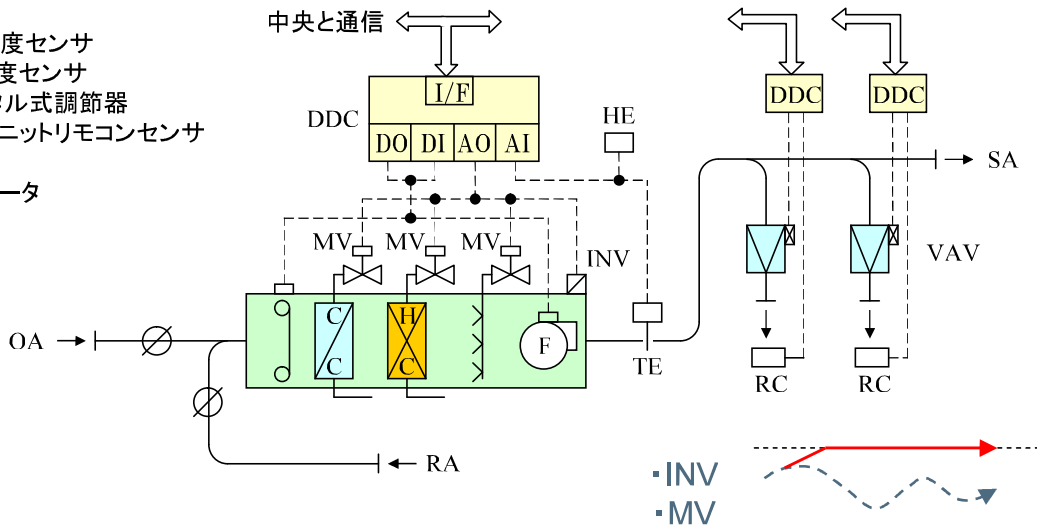 中央と通信
度センサ
度センサ
タル式調節器
ニットリモコンセンサ
ータ
I/F
DDC
DO DI AO AI
HE
DDC DDC
SA
MV MV MV INV
VAV
C C
H C
F
OA
TE
RC RC
RA
・INV
・MV